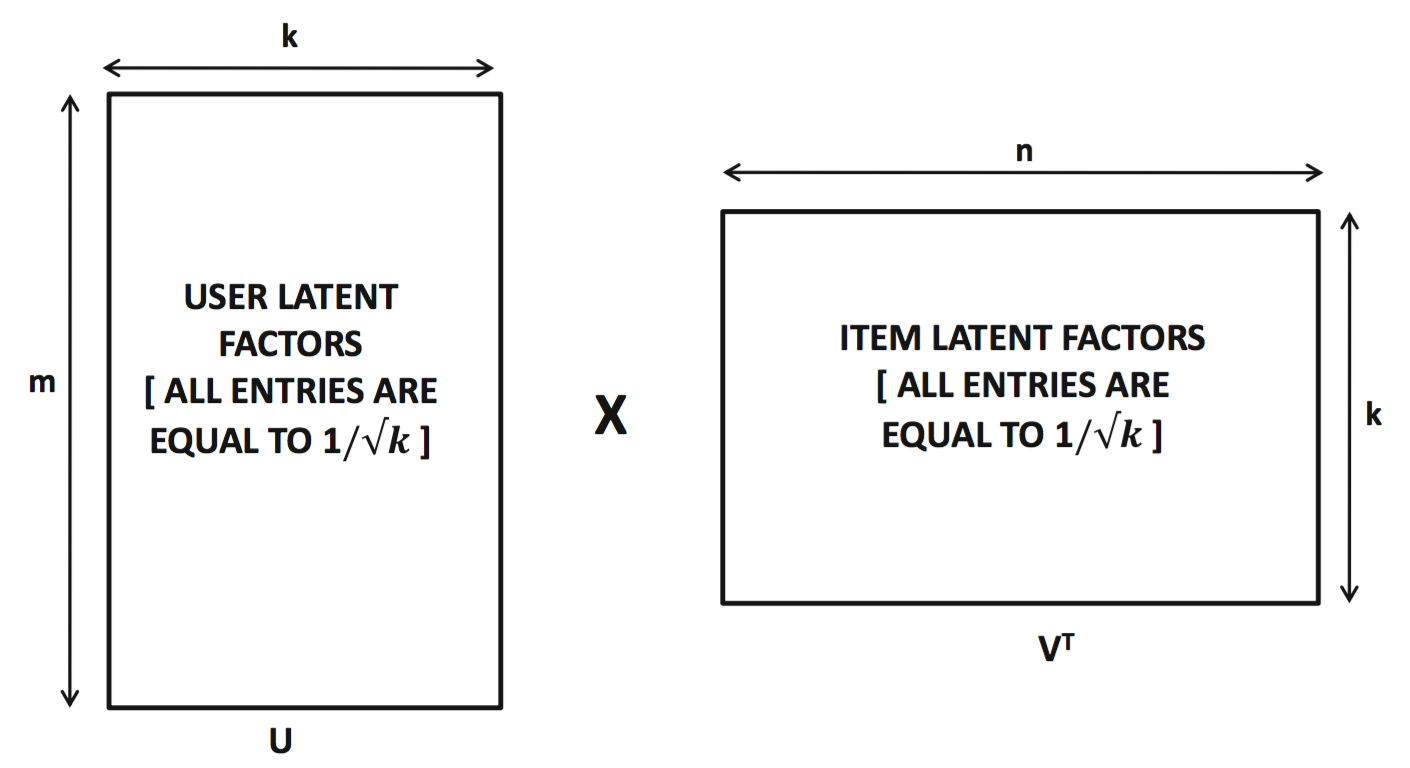 k
m
USER LATENT
FACTORS
[ ALL ENTRIES ARE
EQUAL TO 1/√k ]
U
X
n
ITEM LATENT FACTORS
[ ALL ENTRIES ARE
EQUAL TO 1/√k ]
k
Vᵀ